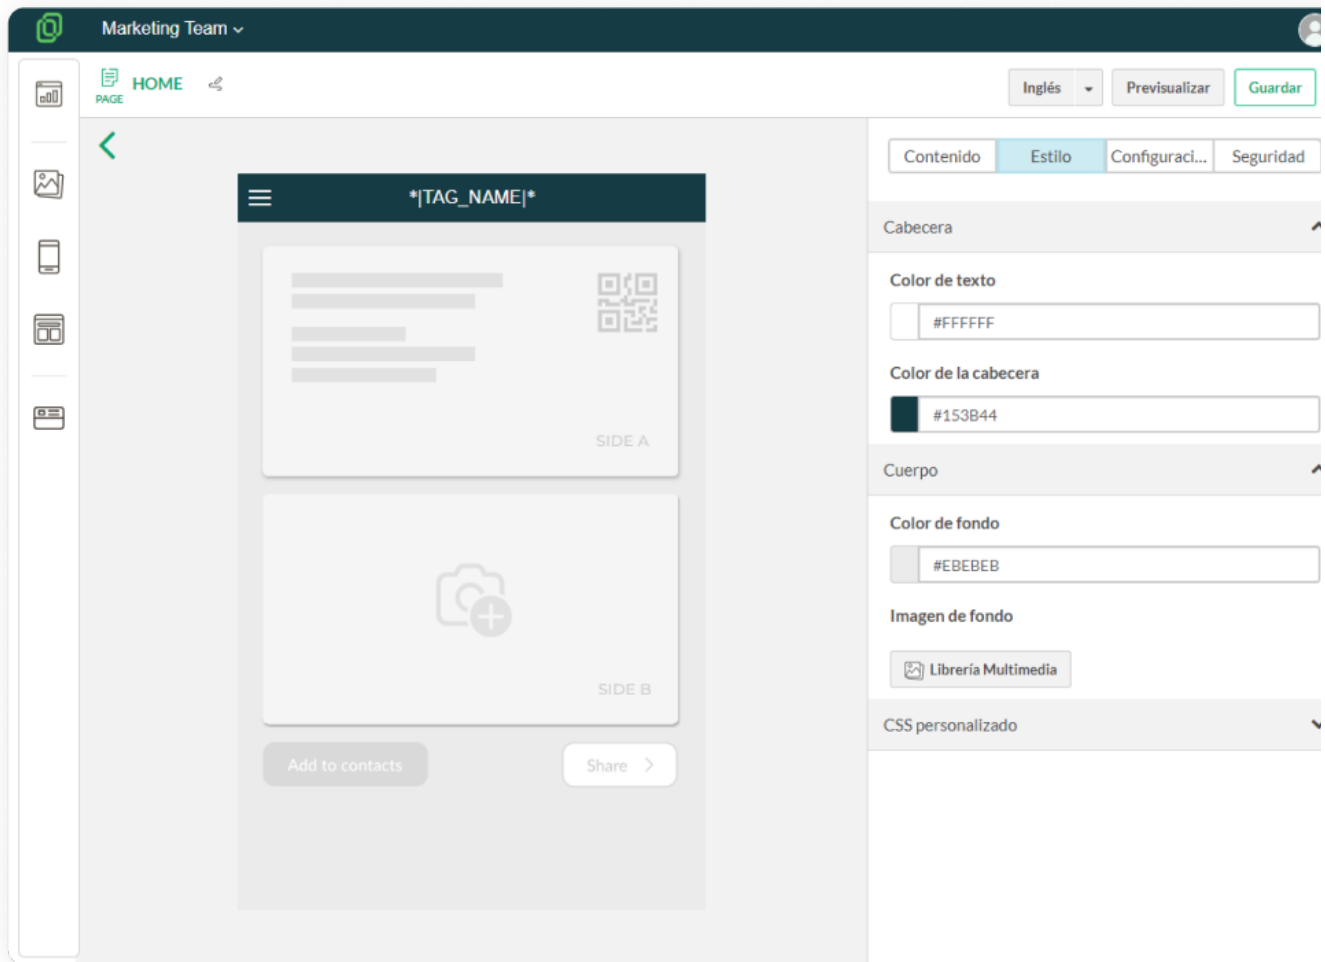 Marketing Team
PAGE
HOME
Inglés
Previsualizar
Guardar
Contenido
Estilo
Configuraci...
Seguridad
*|TAG_NAME|*
SIDE A
SIDE B
Add to contacts
Share
Cabecera
Color de texto
#FFFFFF
Color de la cabecera
#153B44
Cuerpo
Color de fondo
#EBEBEB
Imagen de fondo
Librería Multimedia
CSS personalizado